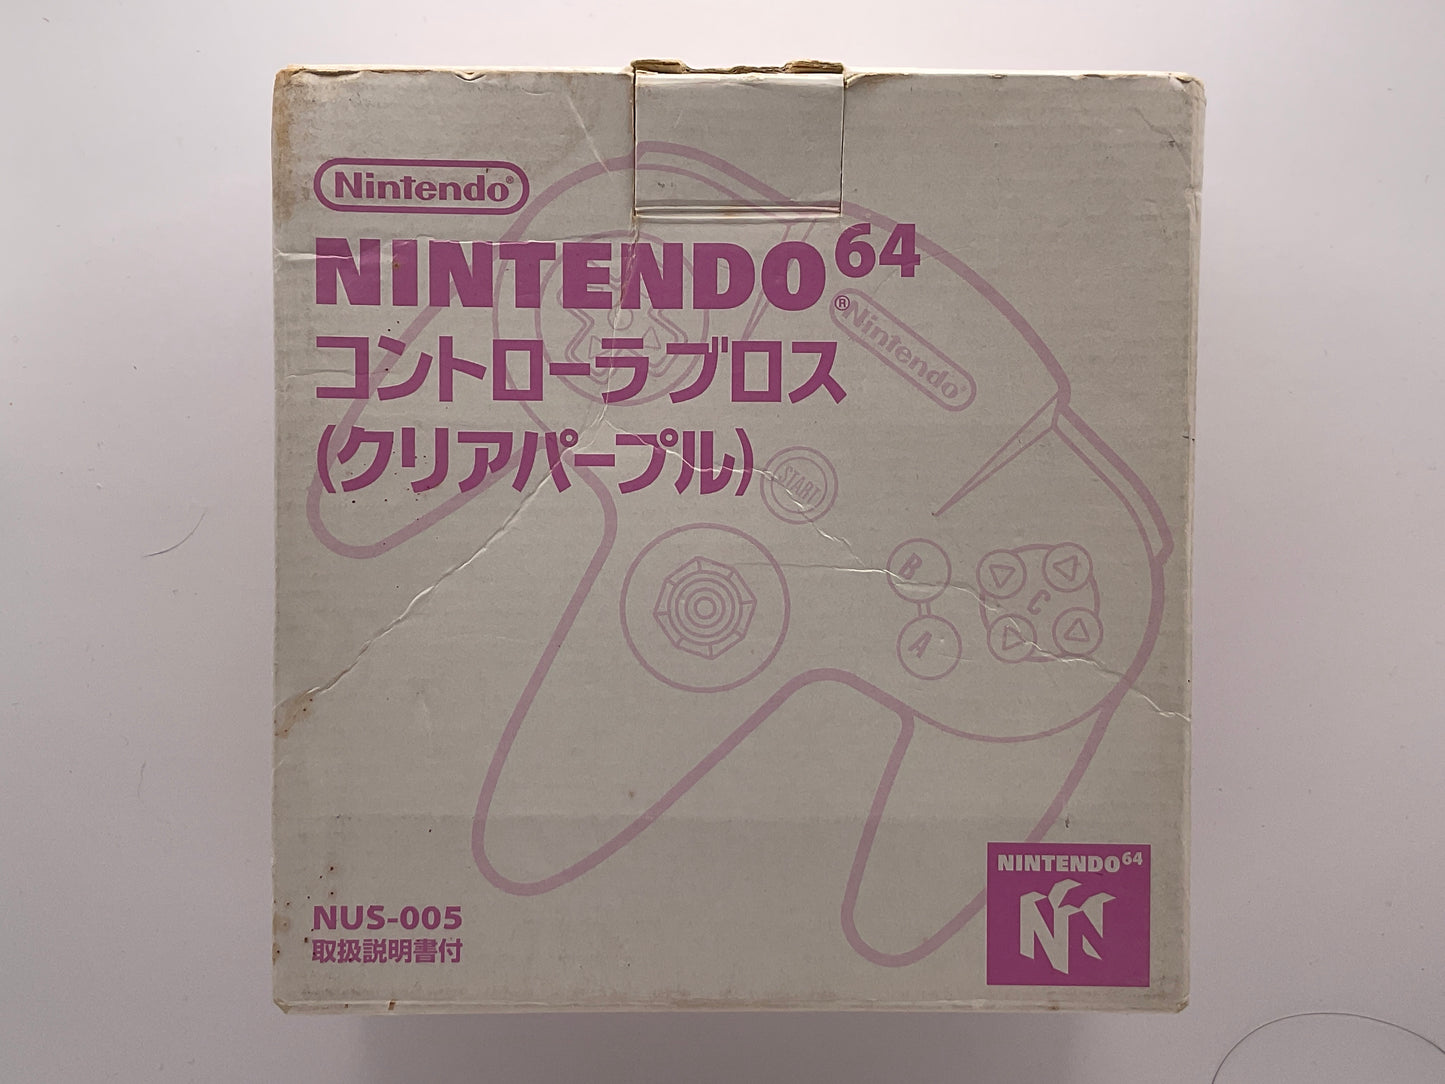 Nintendo®
NINTENDO64
®
コントローラブロス
(クリアパープル)
Nintendo®
START
B
A
C
NUS-005
取扱説明書付
NINTENDO64